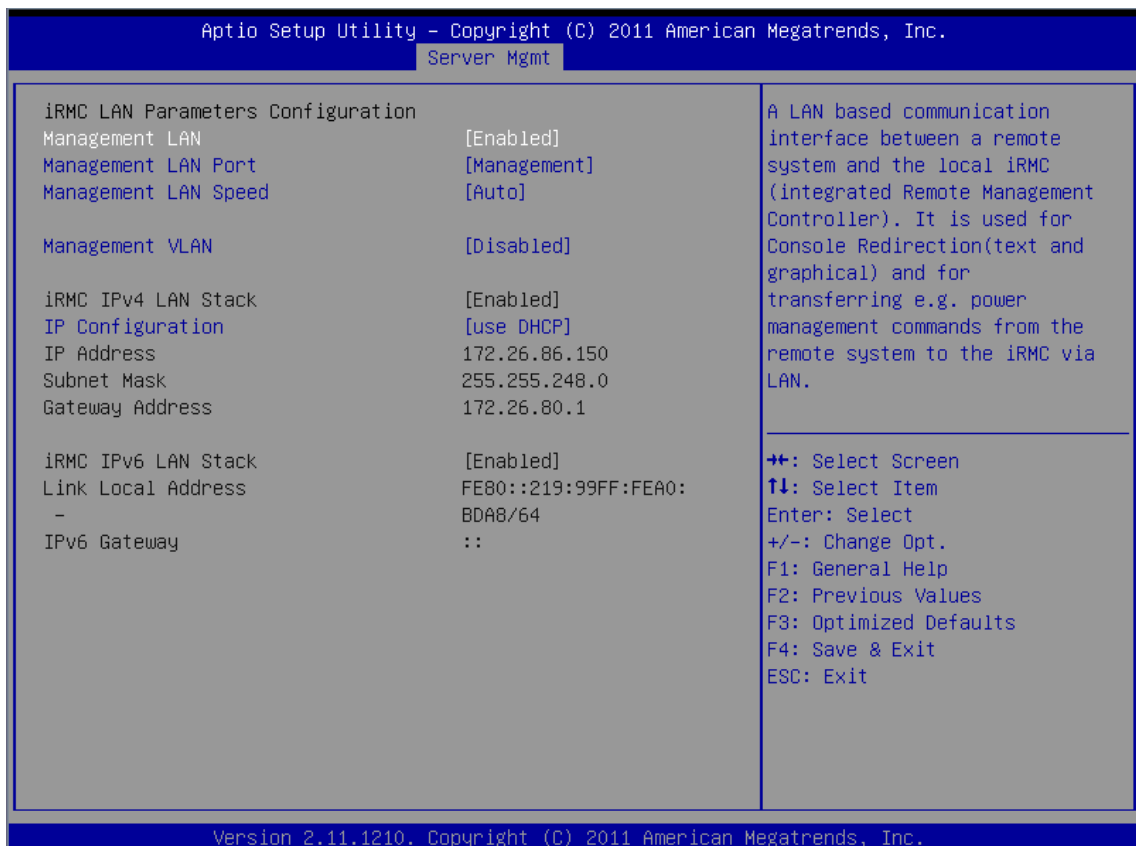 Aptio Setup Utility – Copyright (C) 2011 American Megatrends, Inc.
Server Mgmt
iRMC LAN Parameters Configuration
Management LAN [Enabled]
Management LAN Port [Management]
Management LAN Speed [Auto]
Management VLAN [Disabled]
iRMC IPv4 LAN Stack [Enabled]
IP Configuration [use DHCP]
IP Address 172.26.86.150
Subnet Mask 255.255.248.0
Gateway Address 172.26.80.1
iRMC IPv6 LAN Stack [Enabled]
Link Local Address FE80::219:99FF:FEA0:
– BDA8/64
IPv6 Gateway ::
A LAN based communication
interface between a remote
system and the local iRMC
(integrated Remote Management
Controller). It is used for
Console Redirection(text and
graphical) and for
transferring e.g. power
management commands from the
remote system to the iRMC via
LAN.
→←: Select Screen
↑↓: Select Item
Enter: Select
+/-: Change Opt.
F1: General Help
F2: Previous Values
F3: Optimized Defaults
F4: Save & Exit
ESC: Exit
Version 2.11.1210. Copyright (C) 2011 American Megatrends, Inc.